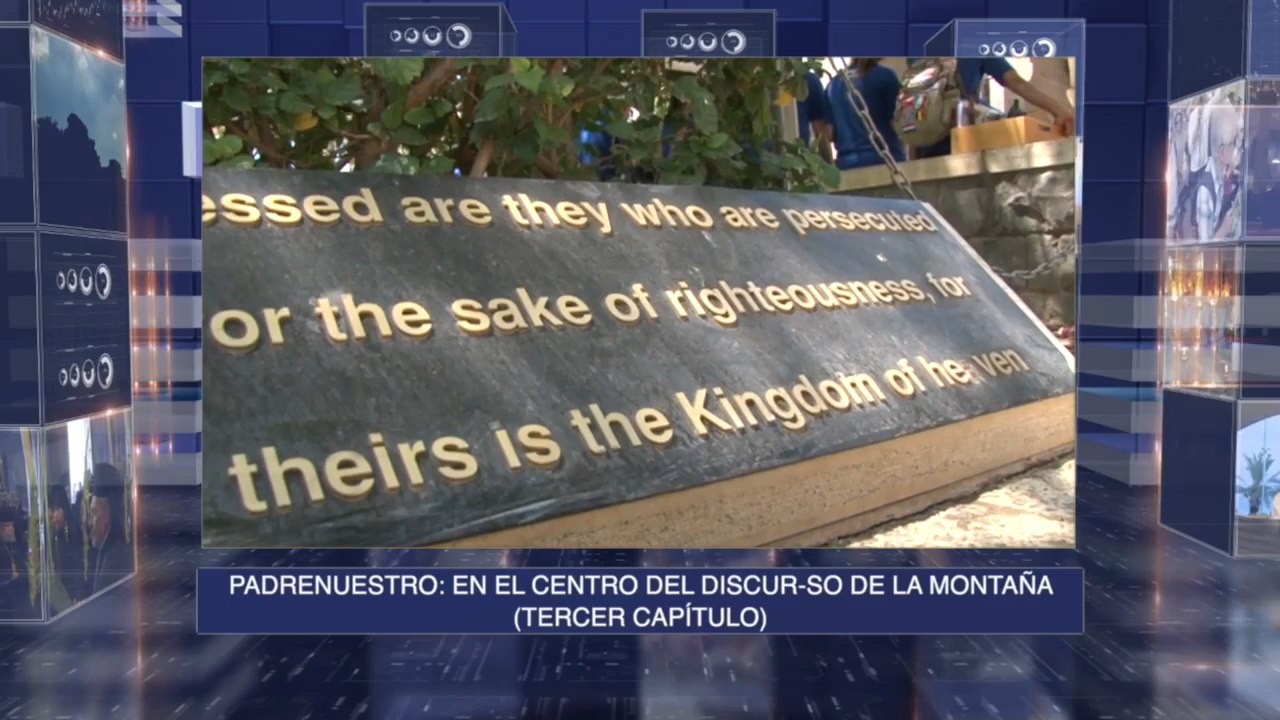 essed are they who are persecuted
or the sake of righteousness, for
theirs is the Kingdom of heaven
PADRENUESTRO: EN EL CENTRO DEL DISCUR-SO DE LA MONTAÑA
(TERCER CAPÍTULO)